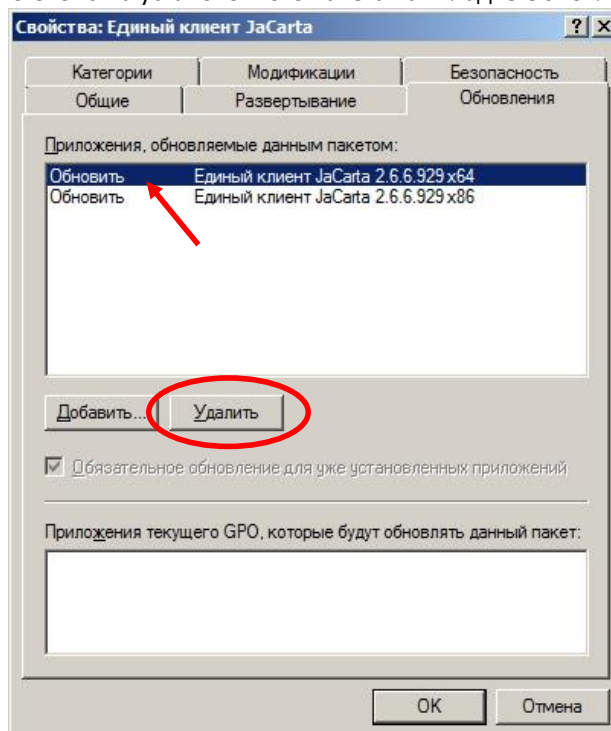 Свойства: Единый клиент JaCarta
Категории Модификации Безопасность
Общие Развертывание Обновления
Приложения, обновляемые данным пакетом:
Обновить Единый клиент JaCarta 2.6.6.929 x64
Обновить Единый клиент JaCarta 2.6.6.929 x86
Добавить... Удалить
Обязательное обновление для уже установленных приложений
Приложения текущего GPO, которые будут обновлять данный пакет:
OK Отмена